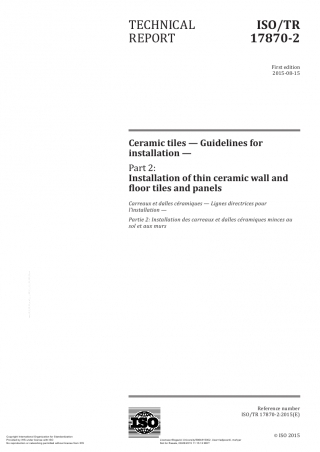 TECHNICAL REPORT
ISO/TR 17870-2
First edition
2015-08-15
Ceramic tiles — Guidelines for
installation —
Part 2:
Installation of thin ceramic wall and
floor tiles and panels
Carreaux et dalles céramiques — Lignes directrices pour
l'installation —
Partie 2: Installation des carreaux et dalles céramiques minces au
sol et aux murs
ISO
Reference number
ISO/TR 17870-2:2015(E)
© ISO 2015